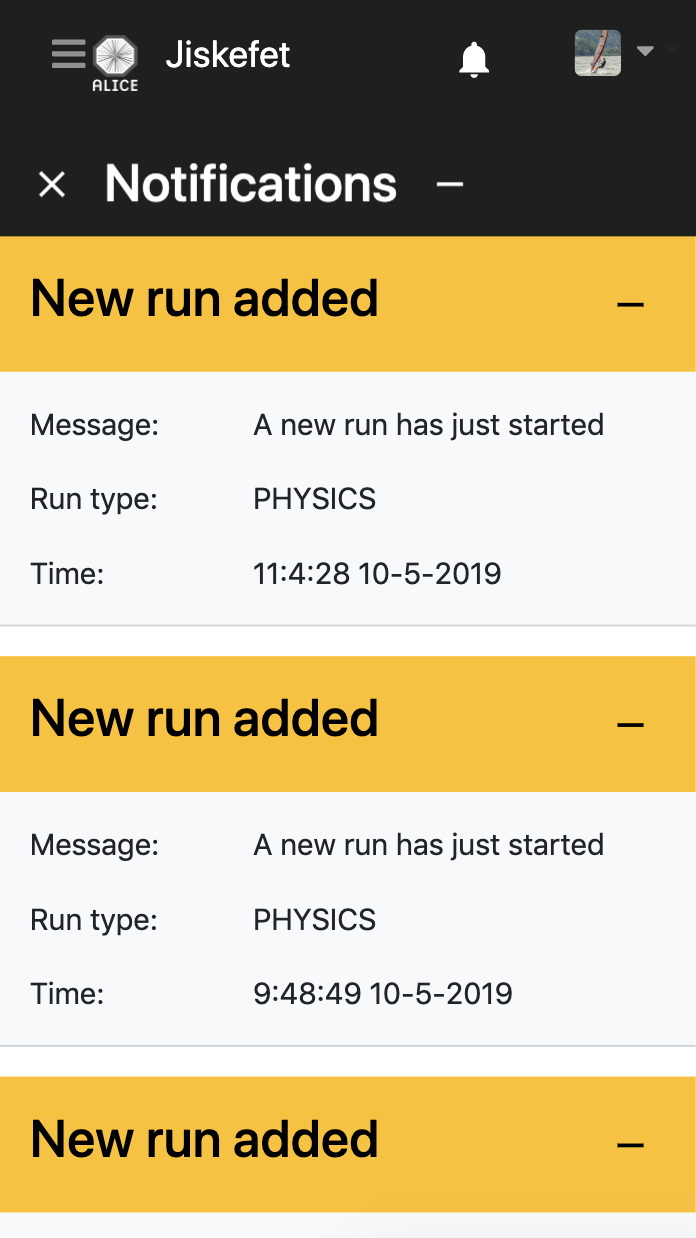 Jiskefet
ALICE
Notifications
New run added
Message: A new run has just started
Run type: PHYSICS
Time: 11:4:28 10-5-2019
New run added
Message: A new run has just started
Run type: PHYSICS
Time: 9:48:49 10-5-2019
New run added